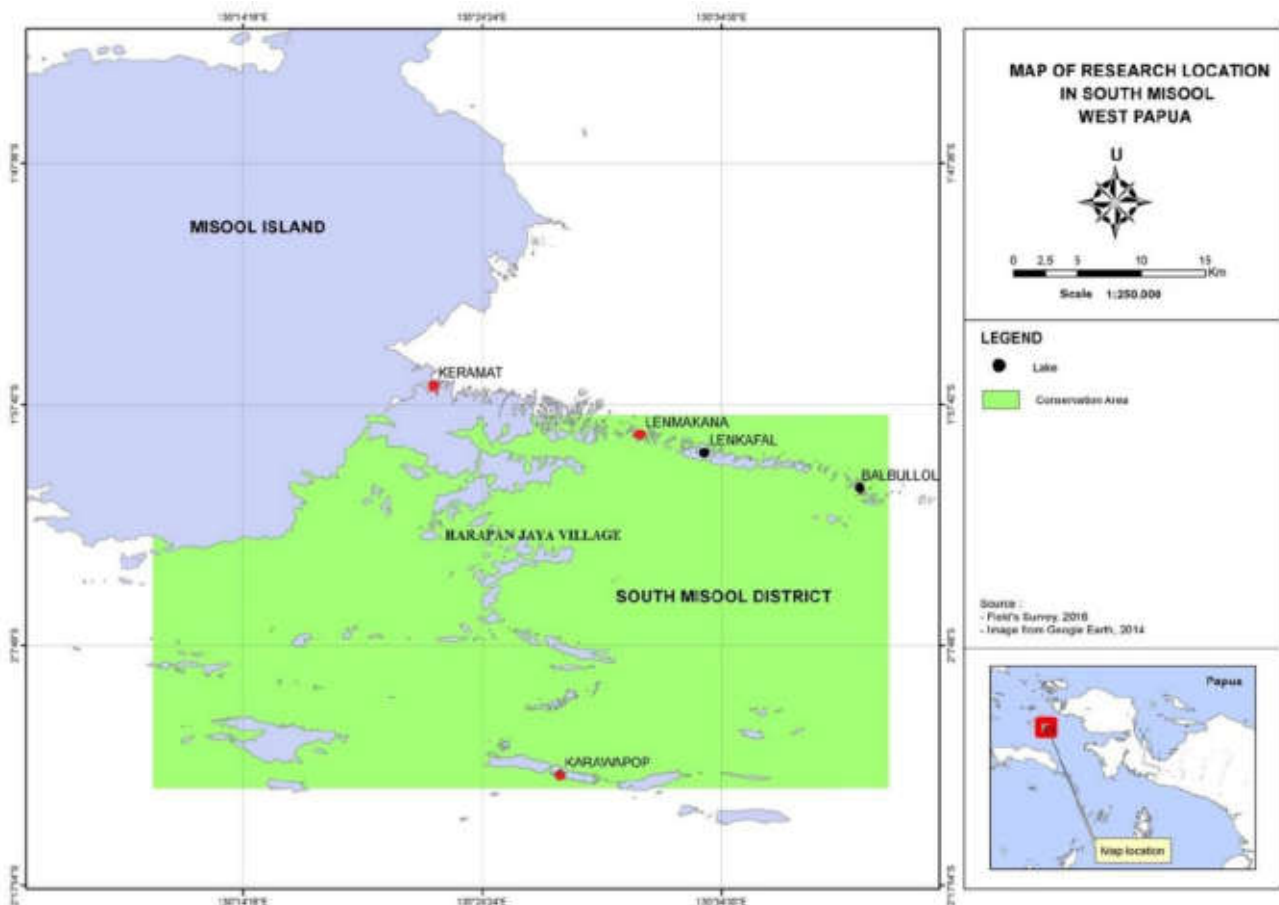 MAP OF RESEARCH LOCATION
IN SOUTH MISOOL
WEST PAPUA
U
0 2.5 5 10 15
Km
Scale 1:250.000
LEGEND
Lake
Conservation Area
Source :
- Field's Survey, 2016
- Image from Google Earth, 2014
Papua
Map location
MISOOL ISLAND
KERAMAT
LENMAKANA
LENKAFAL
BALBULLOL
HARAPAN JAYA VILLAGE
SOUTH MISOOL DISTRICT
KARAWAPOP